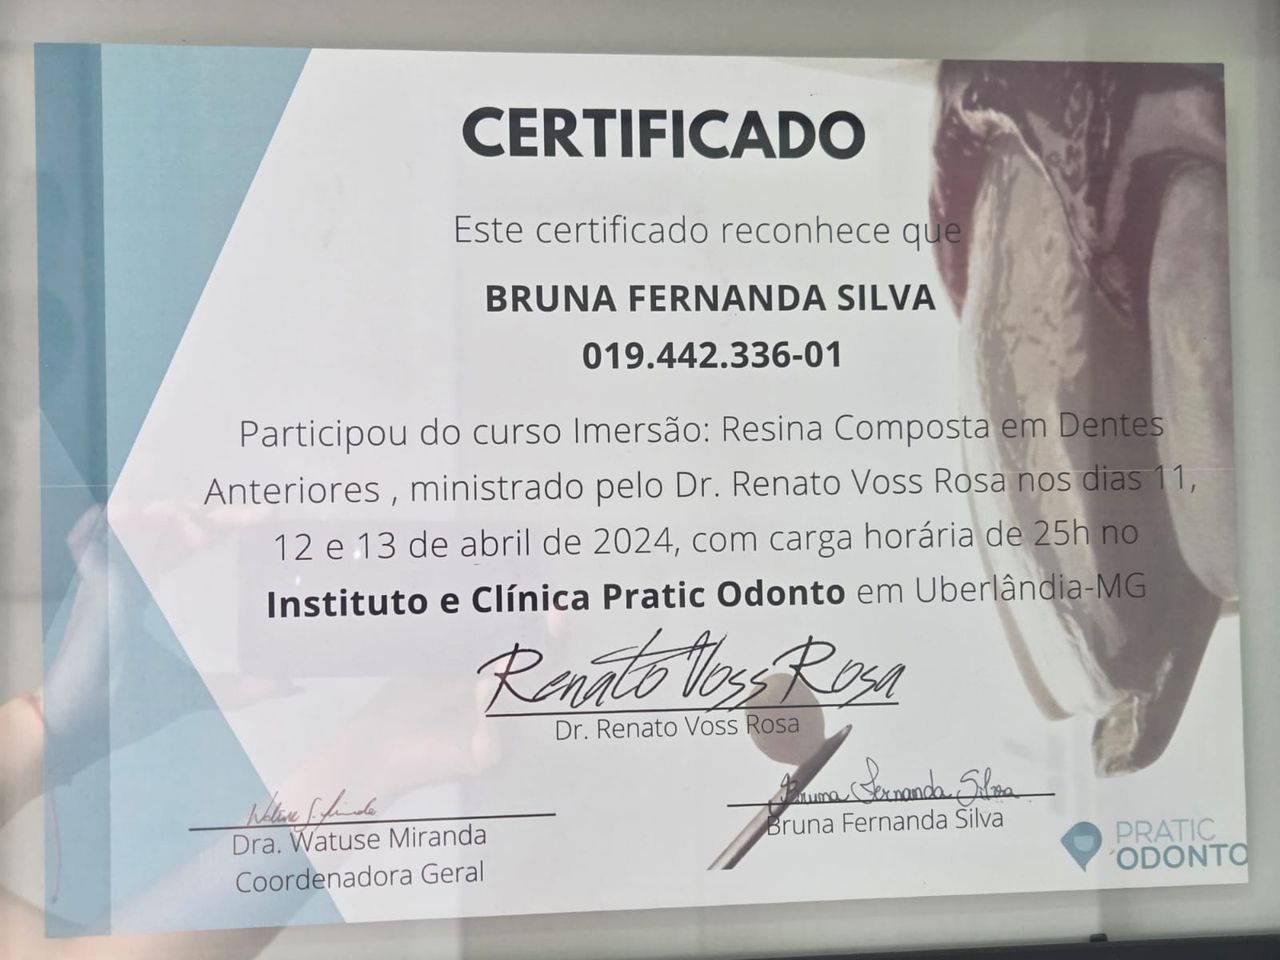 CERTIFICADO
Este certificado reconhece que
BRUNA FERNANDA SILVA
019.442.336-01
Participou do curso Imersão: Resina Composta em Dentes
Anteriores , ministrado pelo Dr. Renato Voss Rosa nos dias 11,
12 e 13 de abril de 2024, com carga horária de 25h no
Instituto e Clínica Pratic Odonto em Uberlândia-MG
Renato Voss Rosa
Dr. Renato Voss Rosa
Bruna Fernanda Silva
Dra. Watuse Miranda
Coordenadora Geral
Bruna Fernanda Silva
PRATIC
ODONTO